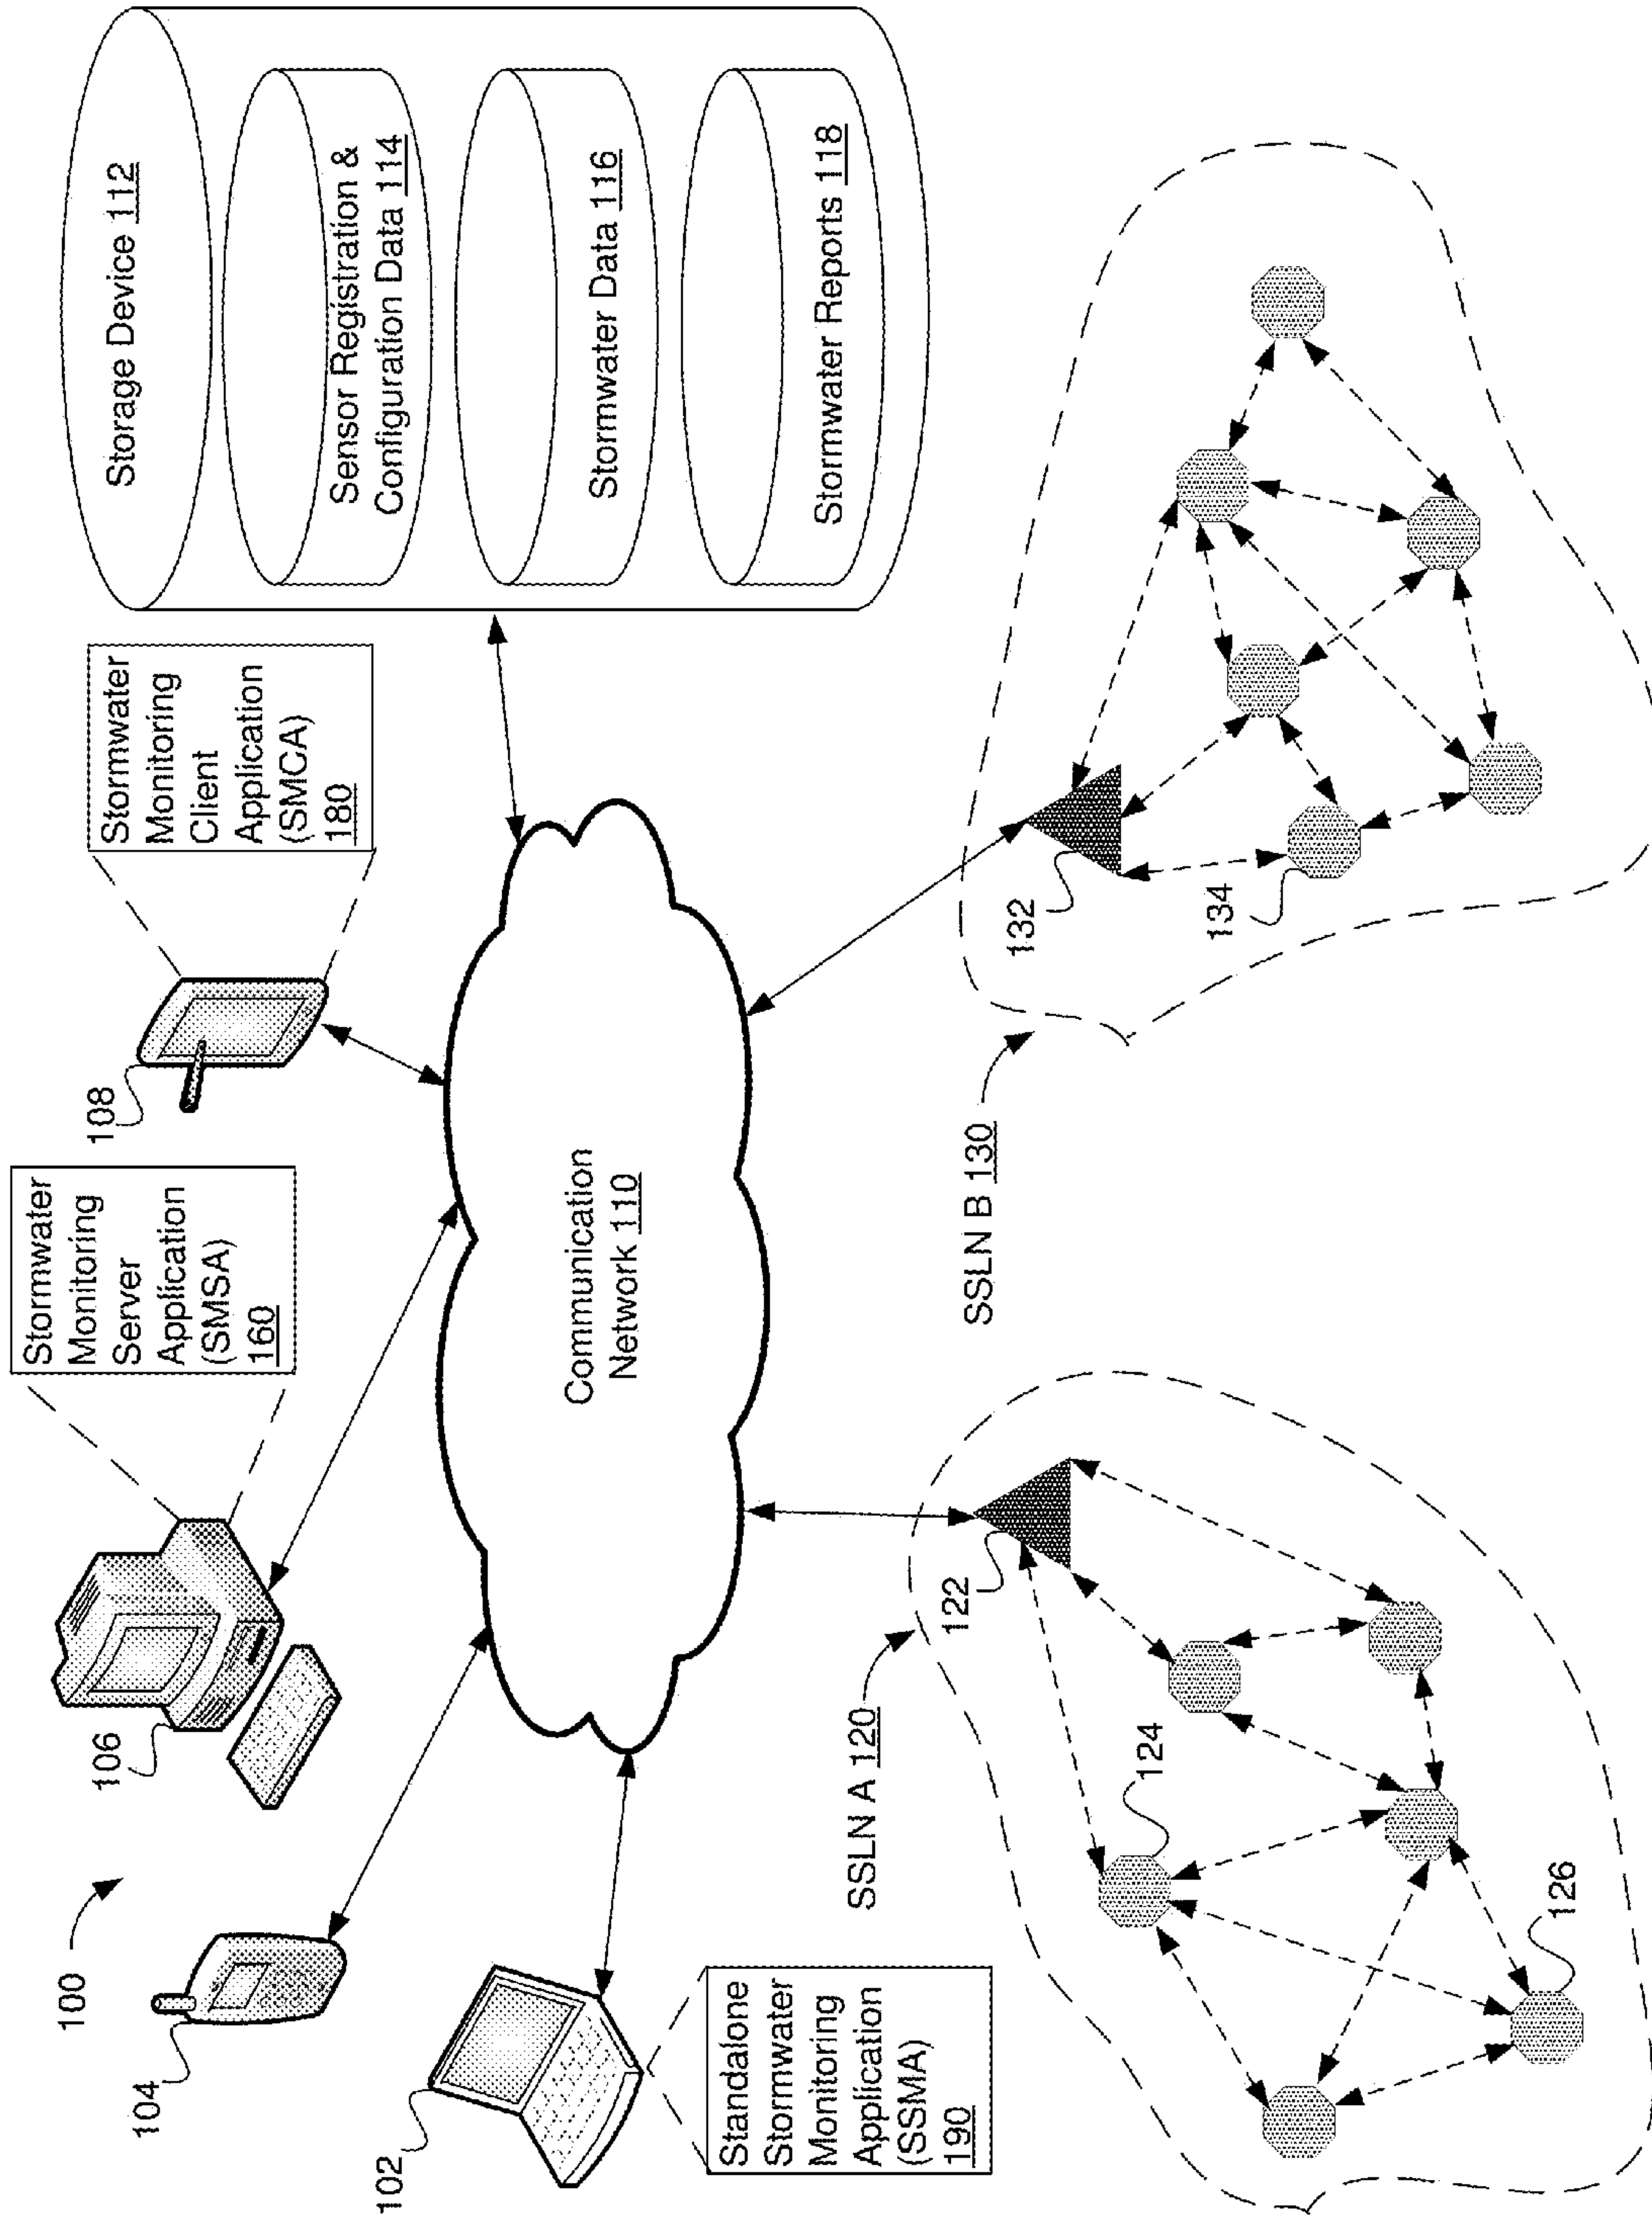 100
104
102
106
108
Standalone
Stormwater
Monitoring
Application
(SSMA)
190
Stormwater
Monitoring
Server
Application
(SMSA)
160
Stormwater
Monitoring
Client
Application
(SMCA)
180
Storage Device 112
Sensor Registration &
Configuration Data 114
Stormwater Data 116
Stormwater Reports 118
Communication
Network 110
SSLN A 120
122
124
126
SSLN B 130
132
134